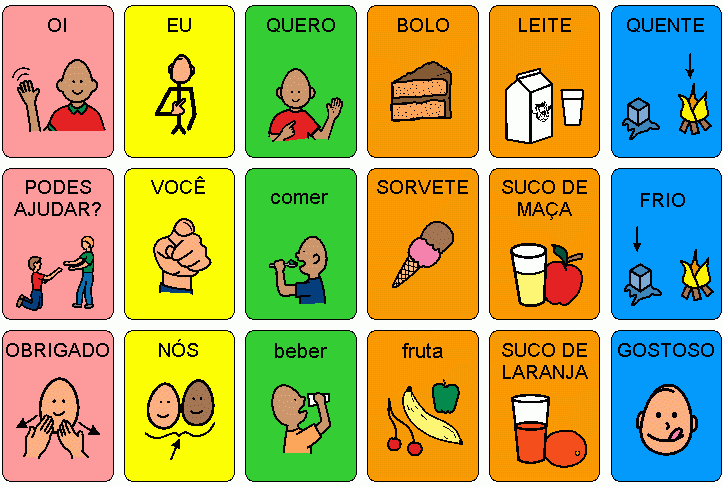 OI
EU
QUERO
BOLO
LEITE
QUENTE
PODES
AJUDAR?
VOCÊ
comer
SORVETE
SUCO DE
MAÇA
FRIO
OBRIGADO
NÓS
beber
fruta
SUCO DE
LARANJA
GOSTOSO